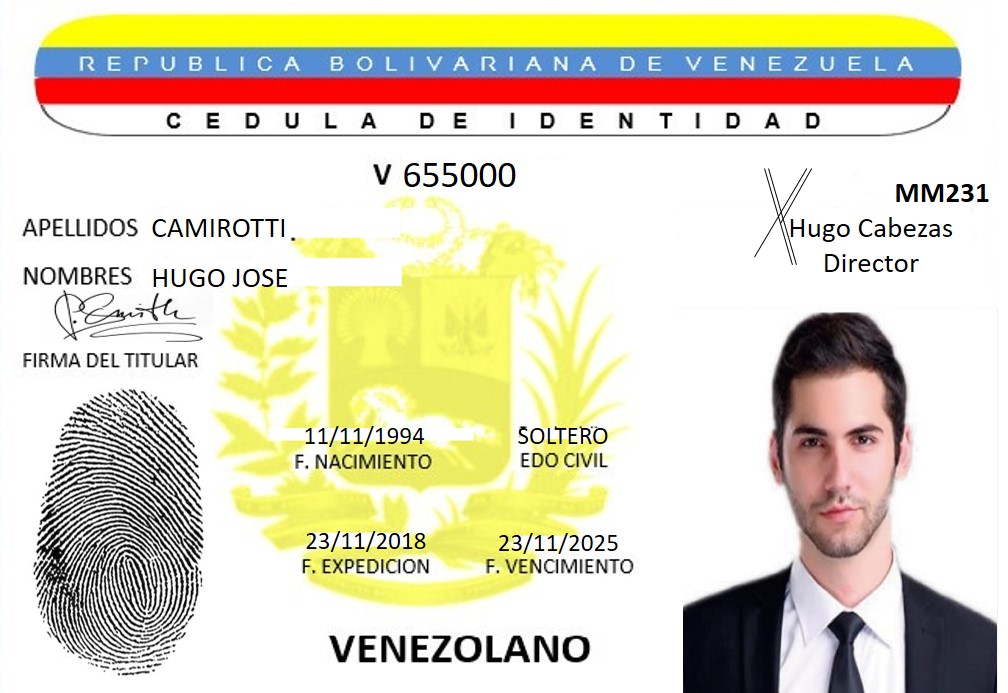 REPUBLICA BOLIVARIANA DE VENEZUELA
CEDULA DE IDENTIDAD
V 655000
MM231
Hugo Cabezas
Director
APELLIDOS CAMIROTTI.
NOMBRES HUGO JOSE
FIRMA DEL TITULAR
11/11/1994 SOLTERO
F. NACIMIENTO EDO CIVIL
23/11/2018 23/11/2025
F. EXPEDICION F. VENCIMIENTO
VENEZOLANO